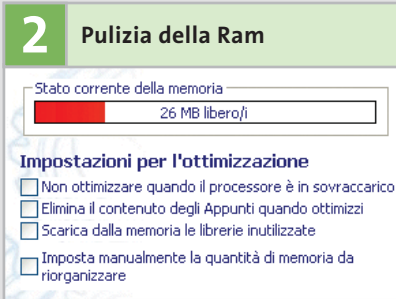 2 Pulizia della Ram
Stato corrente della memoria
26 MB libero/i
Impostazioni per l'ottimizzazione
Non ottimizzare quando il processore è in sovraccarico
Elimina il contenuto degli Appunti quando ottimizzi
Scarica dalla memoria le librerie inutilizzate
Imposta manualmente la quantità di memoria da
riorganizzare